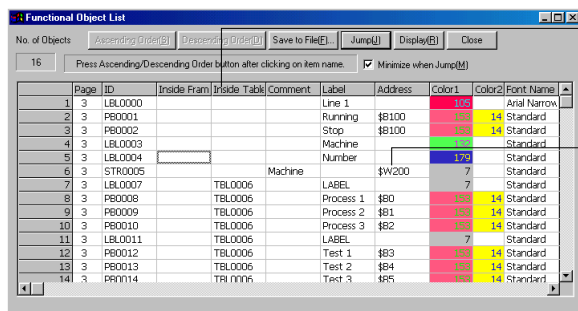 Functional Object List
No. of Objects Ascending Order(S) Descending Order(D) Save to File(F)... Jump(J) Display(R) Close
16 Press Ascending/Descending Order button after clicking on item name. Minimize when Jump(M)
Page ID Inside Fram Inside Table Comment Label Address Color1 Color2 Font Name
1 3 LBL0000 Line 1 105 Arial Narrow
2 3 PB0001 Running $B100 14 Standard
3 3 PB0002 Stop $B100 14 Standard
4 3 LBL0003 Machine 132 Standard
5 3 LBL0004 Number 179 Standard
6 3 STR0005 Machine $W200 7 Standard
7 3 LBL0007 TBL0006 LABEL 7 Standard
8 3 PB0008 TBL0006 Process 1 $B0 14 Standard
9 3 PB0009 TBL0006 Process 2 $B1 14 Standard
10 3 PB0010 TBL0006 Process 3 $B2 14 Standard
11 3 LBL0011 TBL0006 LABEL 7 Standard
12 3 PB0012 TBL0006 Test 1 $B3 14 Standard
13 3 PB0013 TBL0006 Test 2 $B4 14 Standard
14 3 PB0014 TBL0006 Test 3 $B5 14 Standard